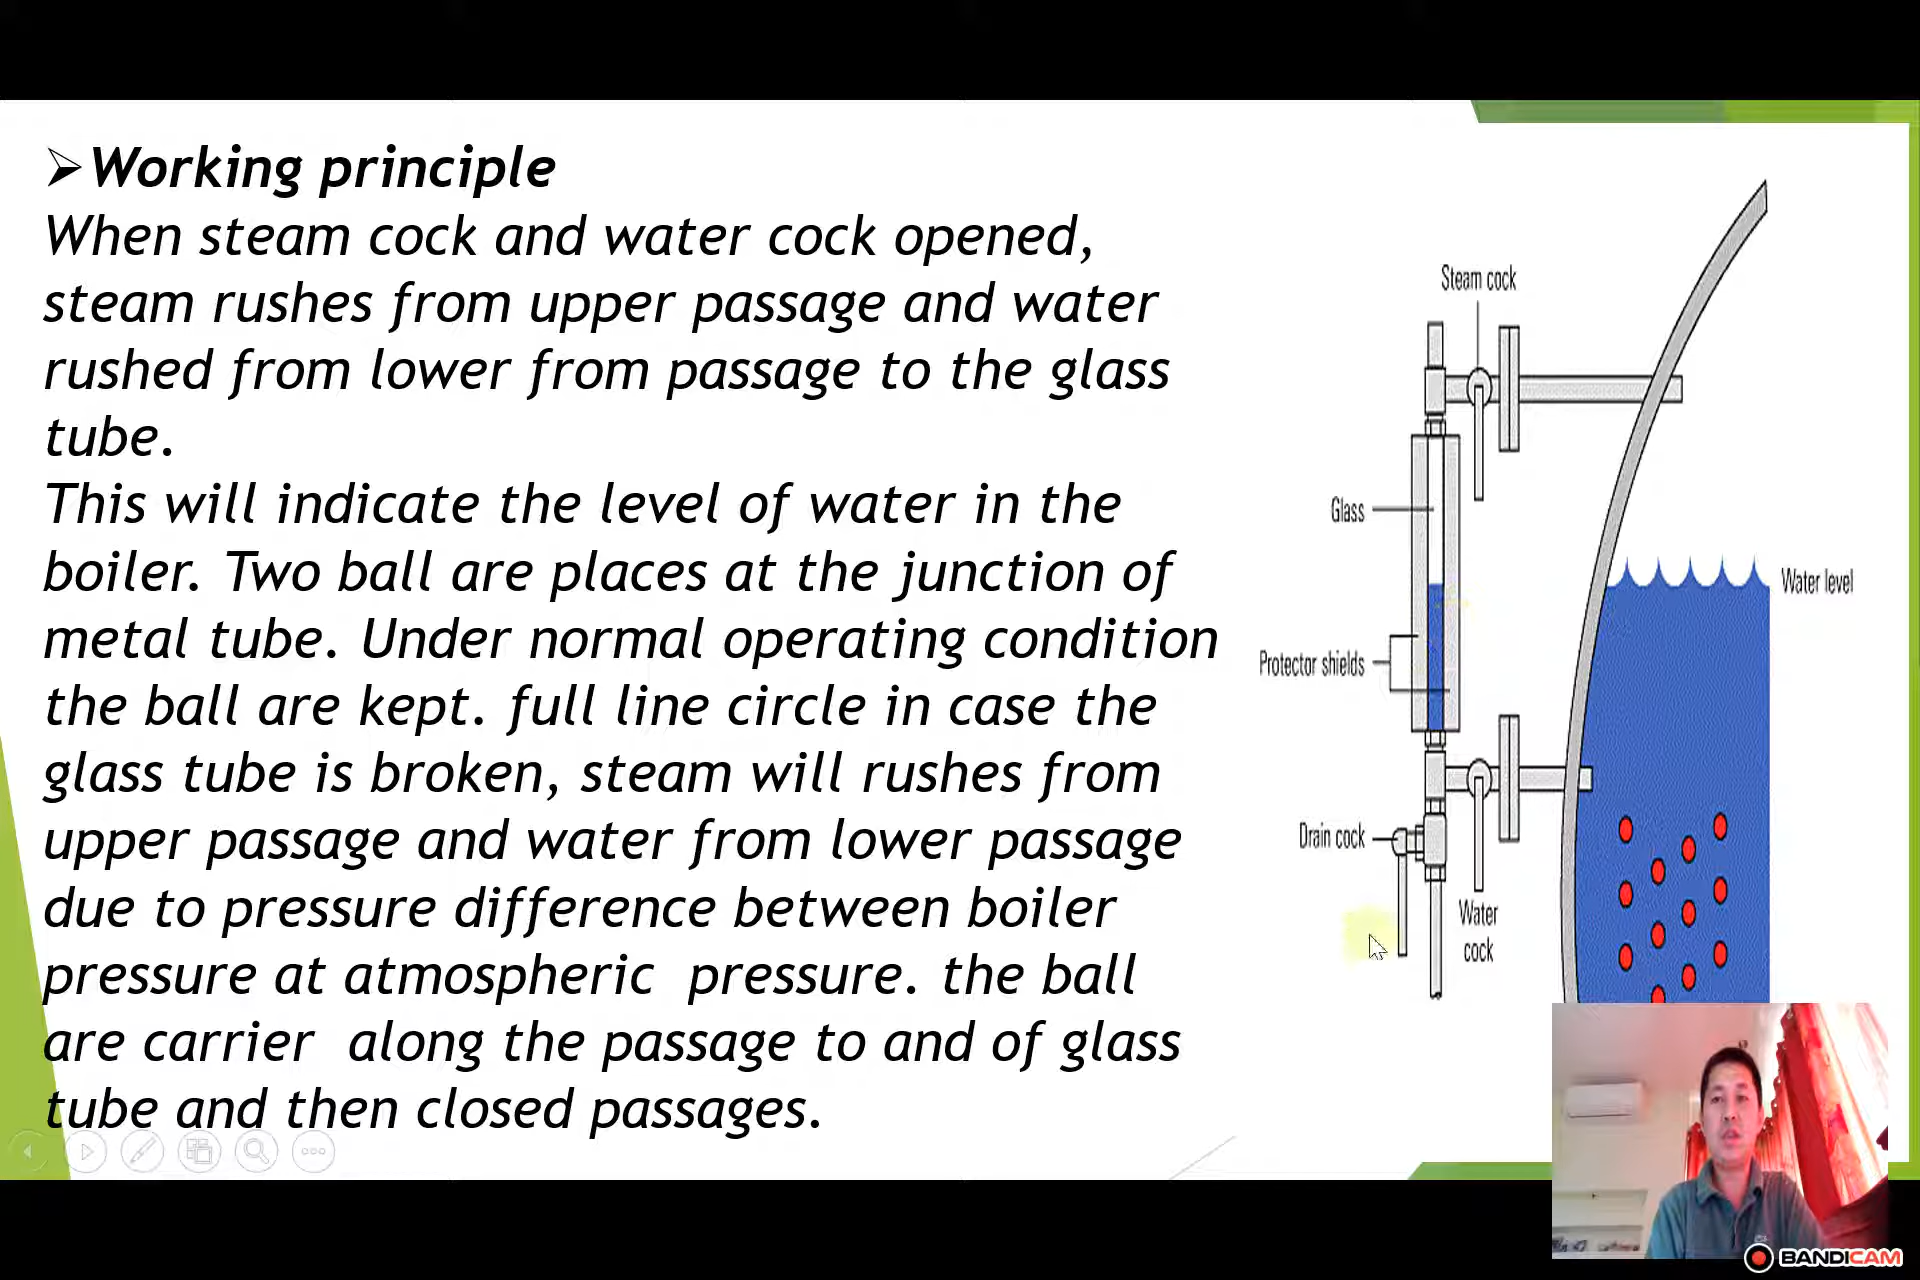 ➢Working principle
When steam cock and water cock opened,
steam rushes from upper passage and water
rushed from lower from passage to the glass
tube.
This will indicate the level of water in the
boiler. Two ball are places at the junction of
metal tube. Under normal operating condition
the ball are kept. full line circle in case the
glass tube is broken, steam will rushes from
upper passage and water from lower passage
due to pressure difference between boiler
pressure at atmospheric  pressure. the ball
are carrier  along the passage to and of glass
tube and then closed passages.
Steam cock
Glass
Water level
Protector shields
Drain cock
Water
cock
BANDICAM